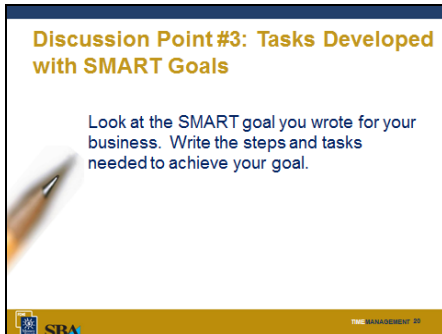 Discussion Point #3: Tasks Developed
with SMART Goals
Look at the SMART goal you wrote for your
business. Write the steps and tasks
needed to achieve your goal.
SBA
TIME MANAGEMENT 20